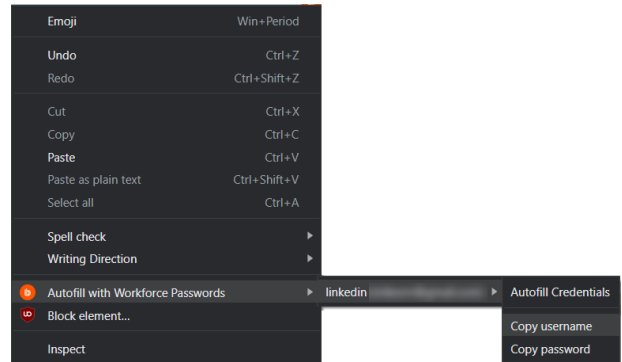 Emoji Win+Period
Undo Ctrl+Z
Redo Ctrl+Shift+Z
Cut Ctrl+X
Copy Ctrl+C
Paste Ctrl+V
Paste as plain text Ctrl+Shift+V
Select all Ctrl+A
Spell check
Writing Direction
Autofill with Workforce Passwords linkedin Autofill Credentials
Block element...
Copy username
Inspect Copy password